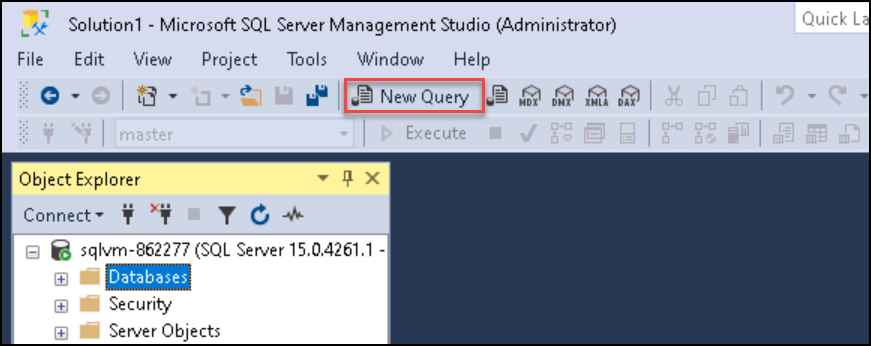 Solution1 - Microsoft SQL Server Management Studio (Administrator)
Quick La
File Edit View Project Tools Window Help
New Query MDX DMX XMLA DAX
master Execute
Object Explorer
Connect
sqlvm-862277 (SQL Server 15.0.4261.1 -
Databases
Security
Server Objects